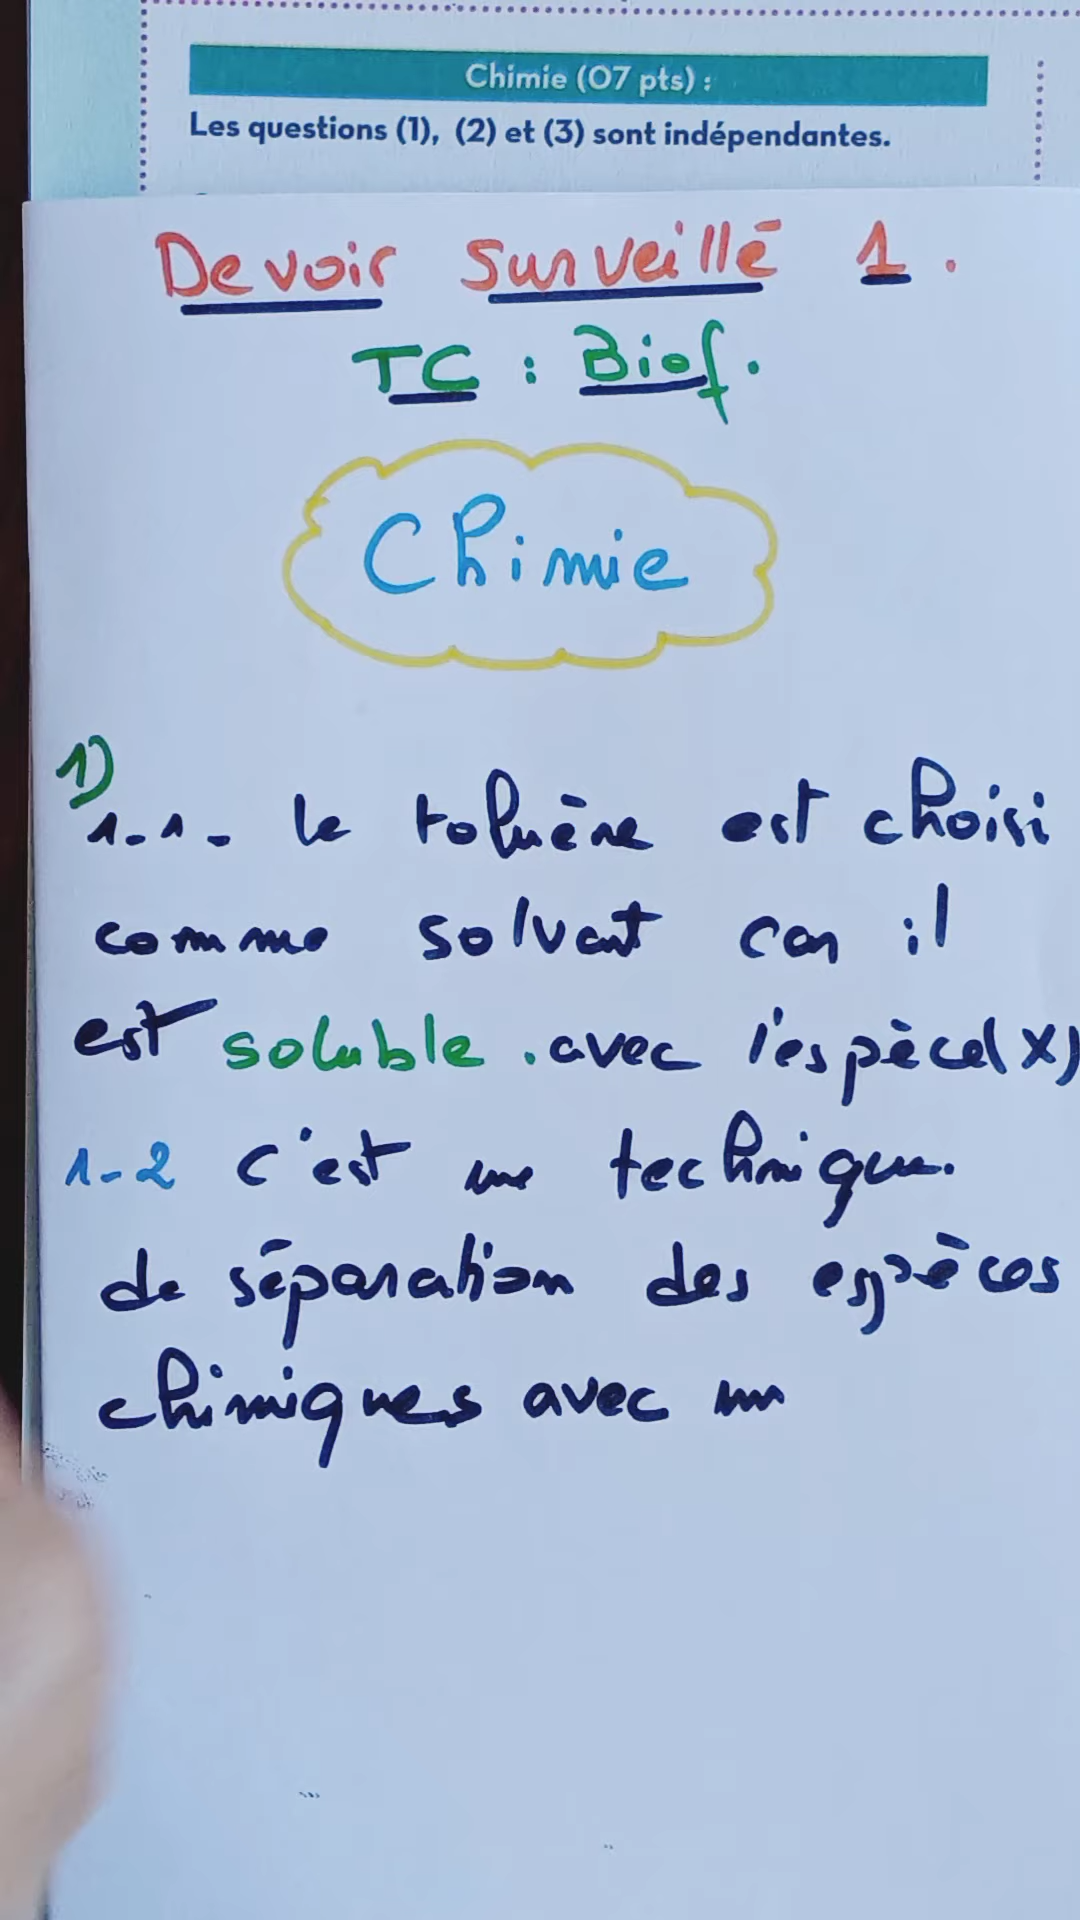 Chimie (07 pts) :
Les questions (1), (2) et (3) sont indépendantes.
Devoir surveillé 1.
TC : Biof.
Chimie
1)
1-1- le toluène est choisi
comme solvant car il
est soluble . avec l'espèce(x)
1-2 c'est une technique.
de séparation des espèces
chimiques avec un